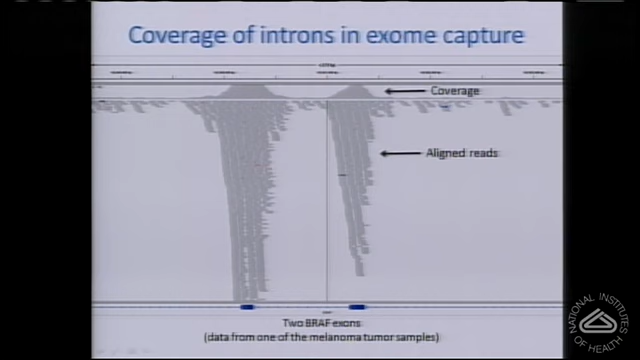 Coverage of introns in exome capture
Coverage
Aligned reads
Two BRAF exons
(data from one of the melanoma tumor samples)
NATIONAL INSTITUTES
OF HEALTH